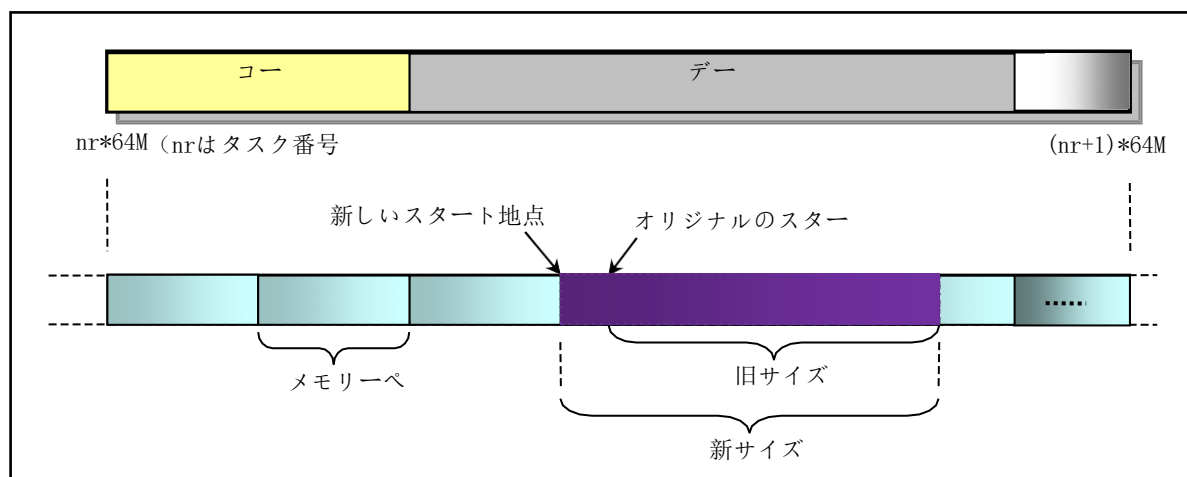 コー
デー
nr*64M（nrはタスク番号
(nr+1)*64M
新しいスタート地点
オリジナルのスター
メモリーペ
旧サイズ
新サイズ